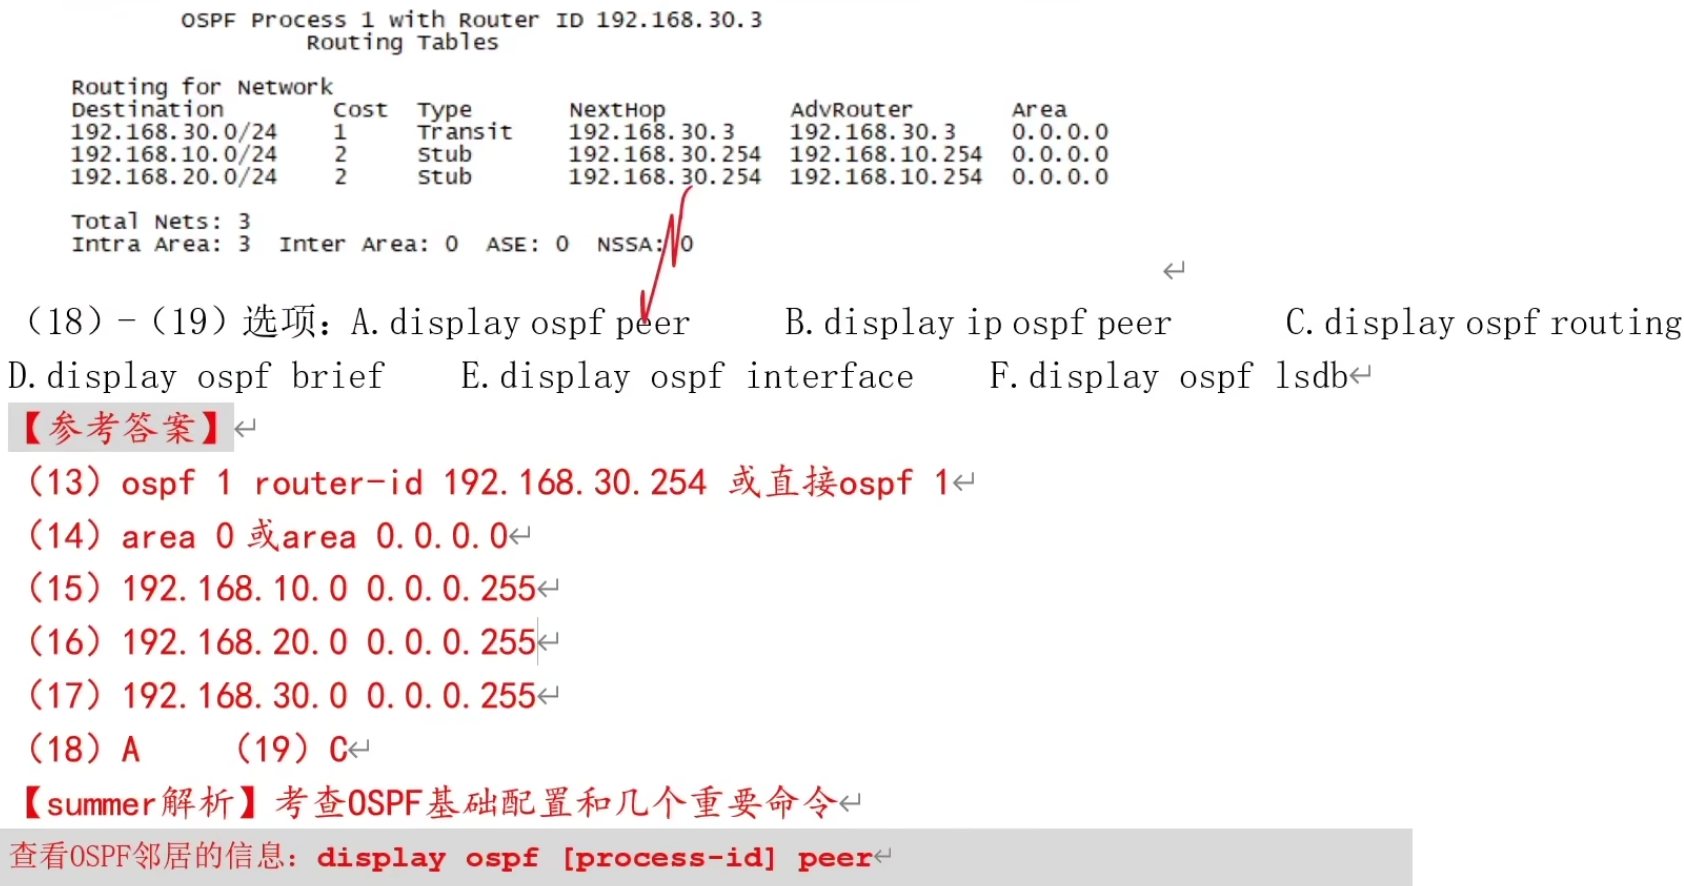 OSPF Process 1 with Router ID 192.168.30.3
Routing Tables
Routing for Network
Destination Cost Type NextHop AdvRouter Area
192.168.30.0/24 1 Transit 192.168.30.3 192.168.30.3 0.0.0.0
192.168.10.0/24 2 Stub 192.168.30.254 192.168.10.254 0.0.0.0
192.168.20.0/24 2 Stub 192.168.30.254 192.168.10.254 0.0.0.0
Total Nets: 3
Intra Area: 3 Inter Area: 0 ASE: 0 NSSA: 0
（18）-（19）选项：A.display ospf peer B.display ip ospf peer C.display ospf routing
D.display ospf brief E.display ospf interface F.display ospf lsdb
【参考答案】
（13）ospf 1 router-id 192.168.30.254 或直接ospf 1
（14）area 0 或area 0.0.0.0
（15）192.168.10.0 0.0.0.255
（16）192.168.20.0 0.0.0.255
（17）192.168.30.0 0.0.0.255
（18）A （19）C
【summer解析】考查OSPF基础配置和几个重要命令
查看OSPF邻居的信息：display ospf [process-id] peer